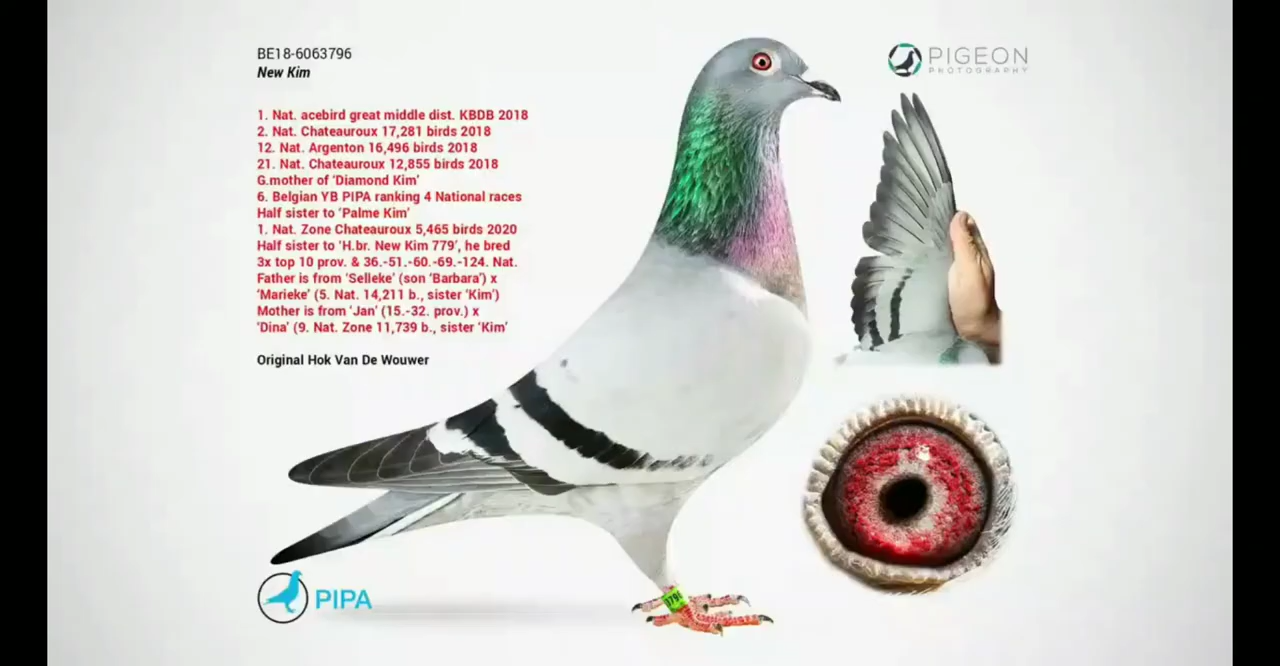 BE18-6063796
New Kim
1. Nat. acebird great middle dist. KBDB 2018
2. Nat. Chateauroux 17,281 birds 2018
12. Nat. Argenton 16,496 birds 2018
21. Nat. Chateauroux 12,855 birds 2018
G.mother of ‘Diamond Kim’
6. Belgian YB PIPA ranking 4 National races
Half sister to ‘Palme Kim’
1. Nat. Zone Chateauroux 5,465 birds 2020
Half sister to ‘H.br. New Kim 779’, he bred
3x top 10 prov. & 36.-51.-60.-69.-124. Nat.
Father is from ‘Selleke’ (son ‘Barbara’) x
‘Marieke’ (5. Nat. 14,211 b., sister ‘Kim’)
Mother is from ‘Jan’ (15.-32. prov.) x
‘Dina’ (9. Nat. Zone 11,739 b., sister ‘Kim’
Original Hok Van De Wouwer
PIGEON
PHOTOGRAPHY
PIPA